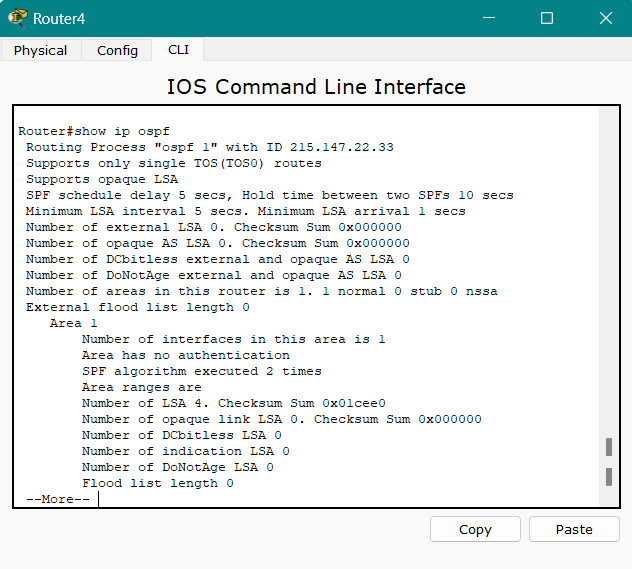 Router4
Physical Config CLI
IOS Command Line Interface
Router#show ip ospf
Routing Process "ospf 1" with ID 215.147.22.33
Supports only single TOS(TOS0) routes
Supports opaque LSA
SPF schedule delay 5 secs, Hold time between two SPFs 10 secs
Minimum LSA interval 5 secs. Minimum LSA arrival 1 secs
Number of external LSA 0. Checksum Sum 0x000000
Number of opaque AS LSA 0. Checksum Sum 0x000000
Number of DCbitless external and opaque AS LSA 0
Number of DoNotAge external and opaque AS LSA 0
Number of areas in this router is 1. 1 normal 0 stub 0 nssa
External flood list length 0
Area 1
Number of interfaces in this area is 1
Area has no authentication
SPF algorithm executed 2 times
Area ranges are
Number of LSA 4. Checksum Sum 0x01cee0
Number of opaque link LSA 0. Checksum Sum 0x000000
Number of DCbitless LSA 0
Number of indication LSA 0
Number of DoNotAge LSA 0
Flood list length 0
--More--
Copy Paste